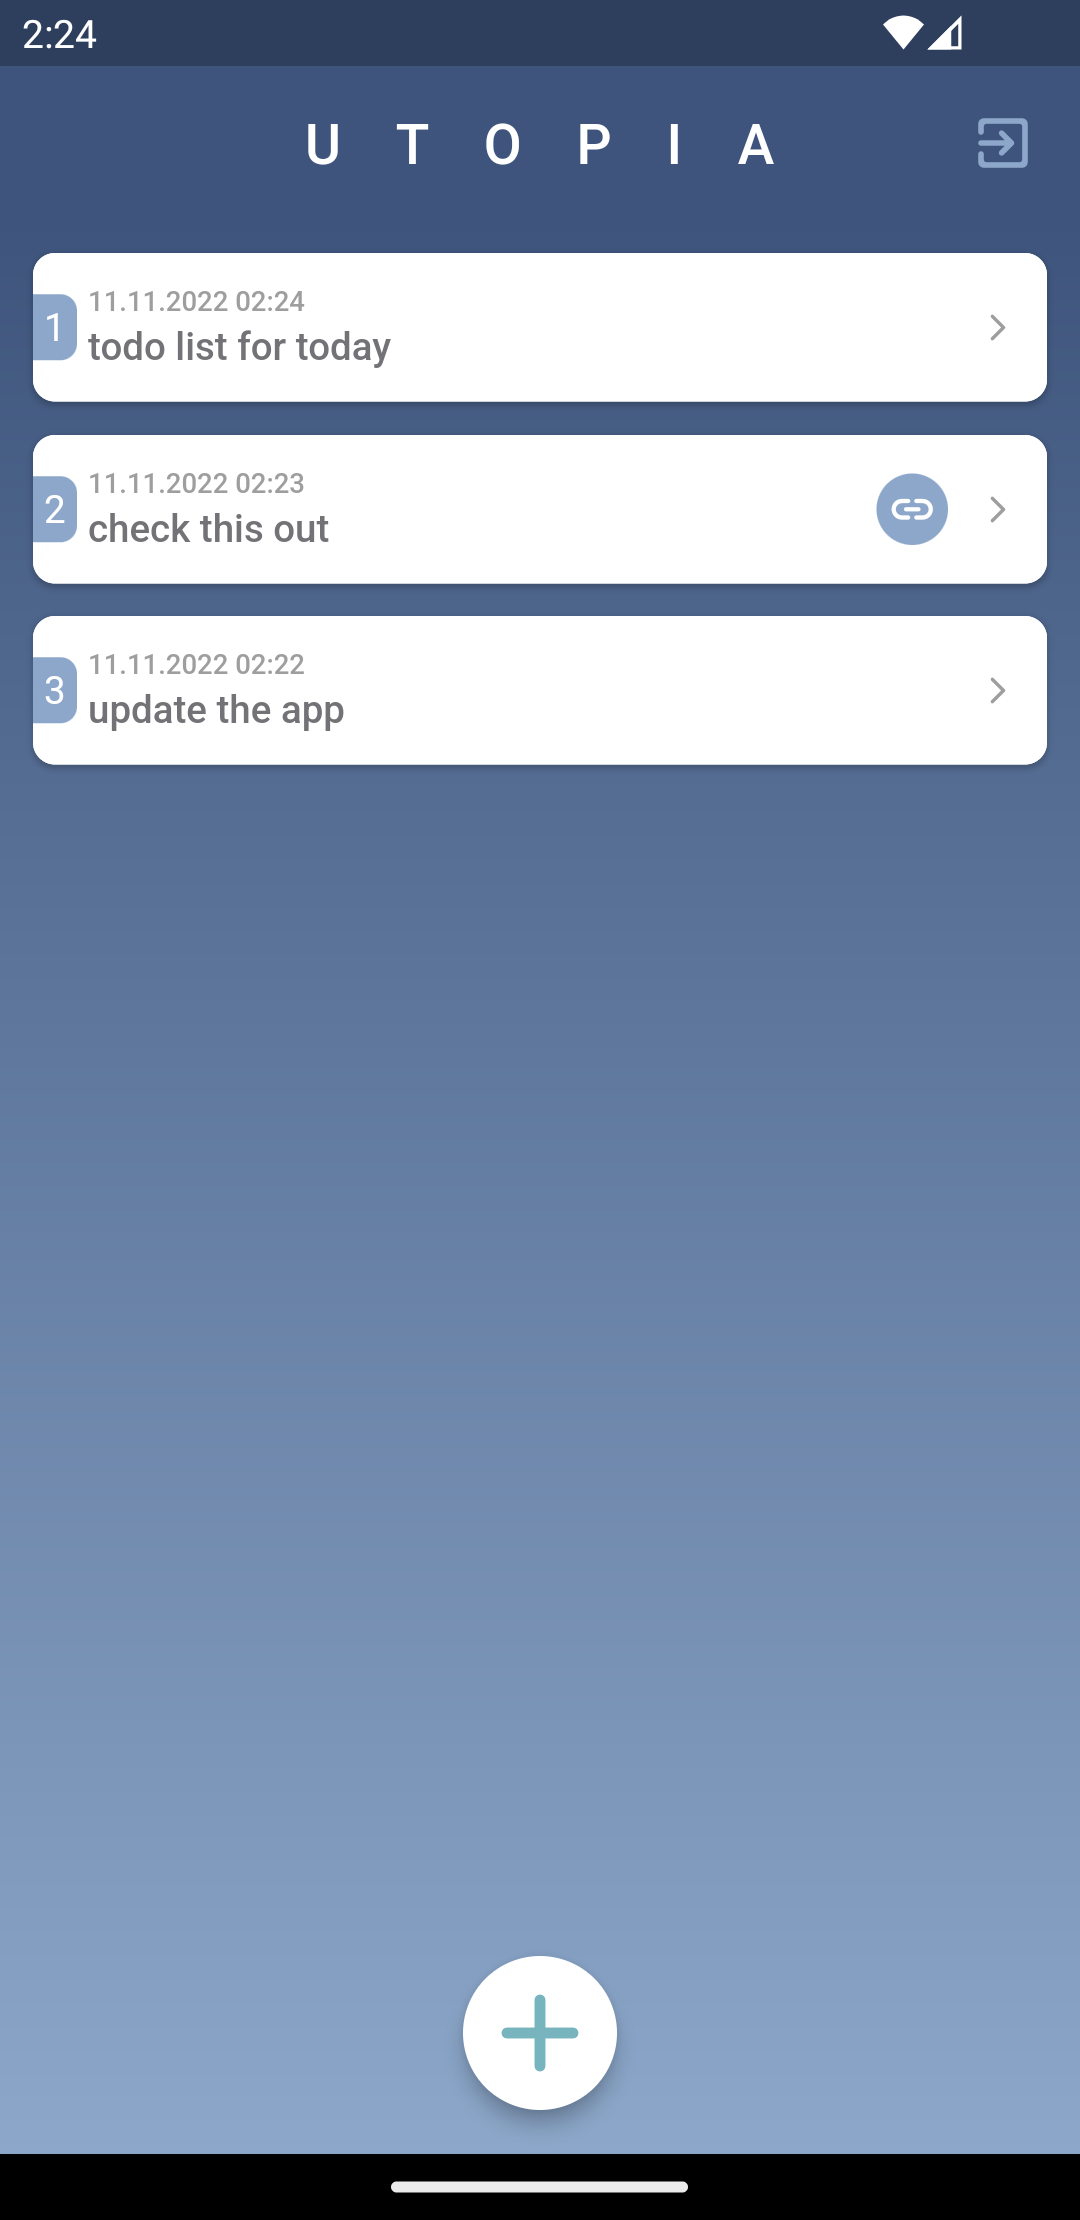 2:24
U T O P I A
1
11.11.2022 02:24
todo list for today
2
11.11.2022 02:23
check this out
3
11.11.2022 02:22
update the app